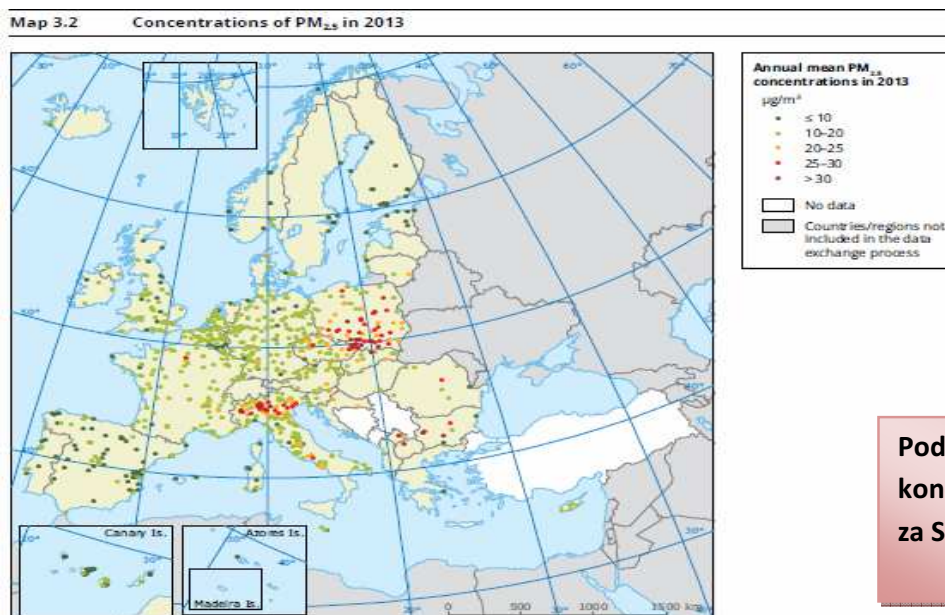 Map 3.2 Concentrations of PM₂.₅ in 2013
Annual mean PM₂.₅
concentrations in 2013
µg/m³
≤ 10
10–20
20–25
25–30
> 30
No data
Countries/regions not
included in the data
exchange process
Canary Is.
Azores Is.
Madeira Is.
0 500 1000 1500 km
Pod
kon
za S